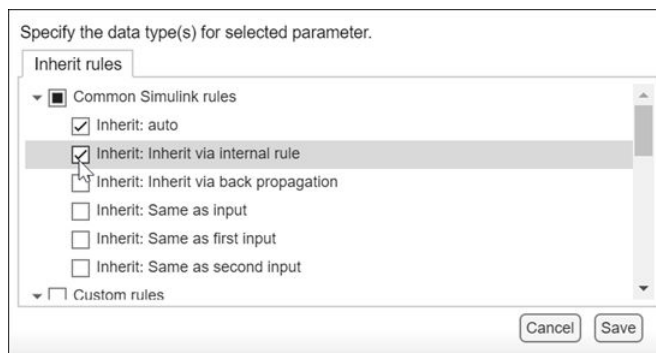 Specify the data type(s) for selected parameter.
Inherit rules
Common Simulink rules
Inherit: auto
Inherit: Inherit via internal rule
Inherit: Inherit via back propagation
Inherit: Same as input
Inherit: Same as first input
Inherit: Same as second input
Custom rules
Cancel Save